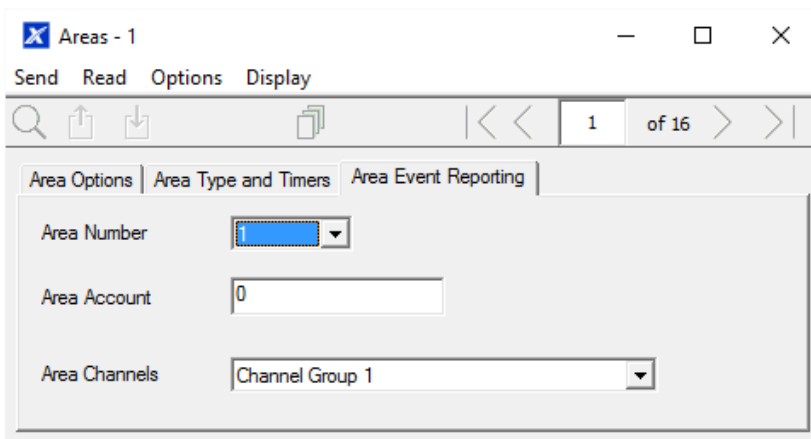 Areas - 1
Send Read Options Display
1 of 16
Area Options Area Type and Timers Area Event Reporting
Area Number 1
Area Account 0
Area Channels Channel Group 1